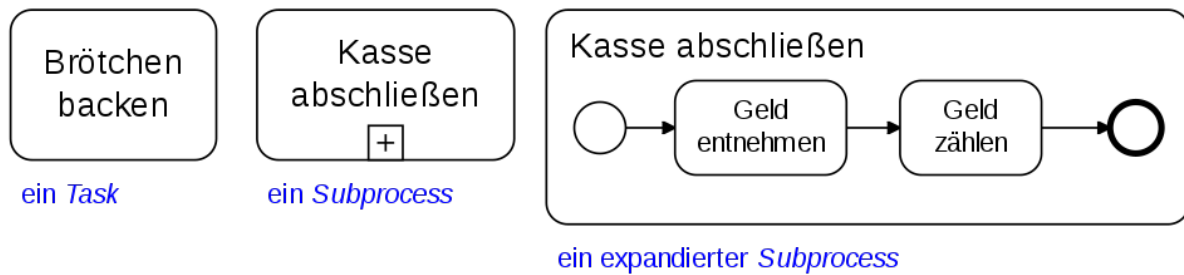 Brötchen
backen
ein Task
Kasse
abschließen
+
ein Subprocess
Kasse abschließen
Geld
entnehmen
Geld
zählen
ein expandierter Subprocess